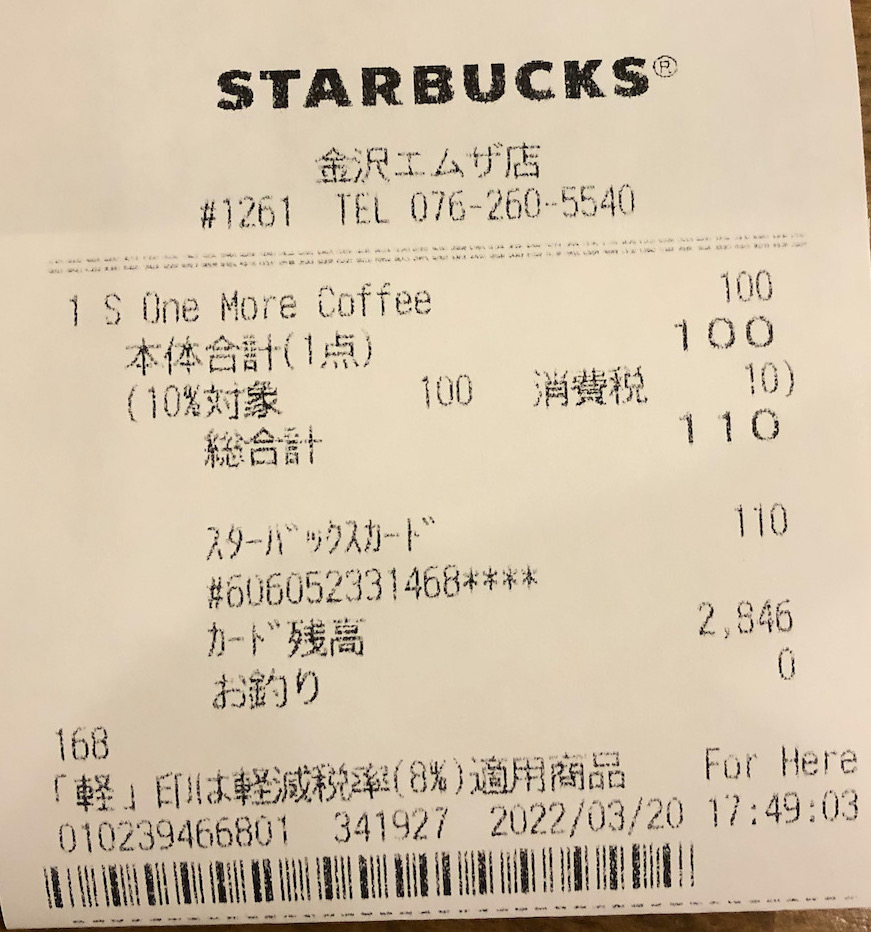 STARBUCKS®
金沢エムザ店
#1261 TEL 076-260-5540
1 S One More Coffee 100
本体合計(1点) 100
(10%対象 100 消費税 10)
総合計 110
ｽﾀｰﾊﾞｯｸｽｶｰﾄﾞ 110
#606052331468****
ｶｰﾄﾞ残高 2,846
お釣り 0
168
「軽」印は軽減税率(8%)適用商品 For Here
010239466801 341927 2022/03/20 17:49:03